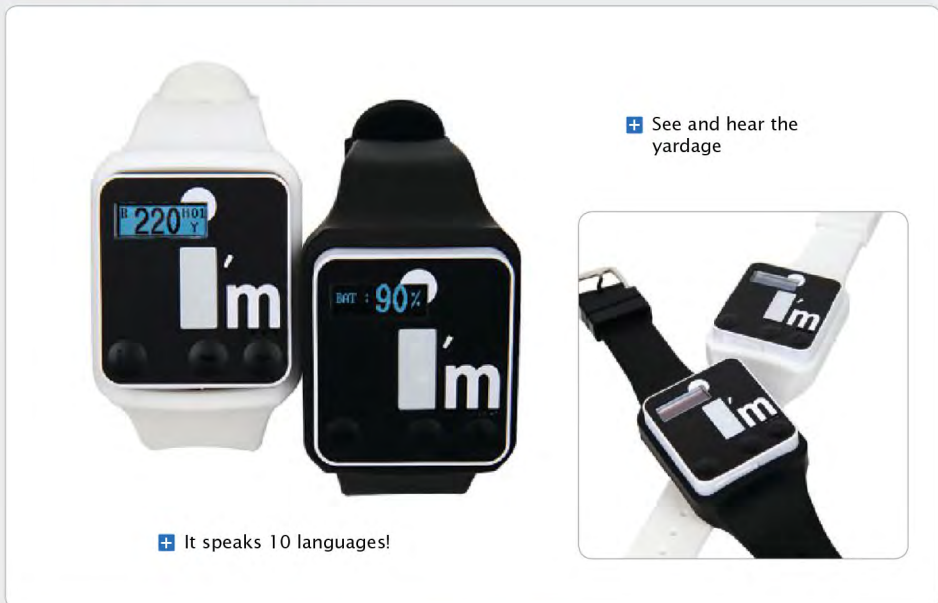 B 220 H01
Y
I'm
BAT : 90%
I'm
+ See and hear the
yardage
I'm
I'm
+ It speaks 10 languages!